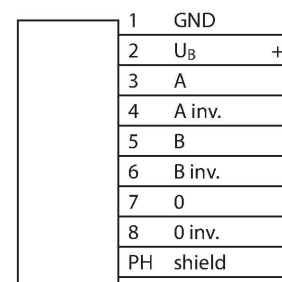 1 GND
2 U_B +
3 A
4 A inv.
5 B
6 B inv.
7 0
8 0 inv.
PH shield